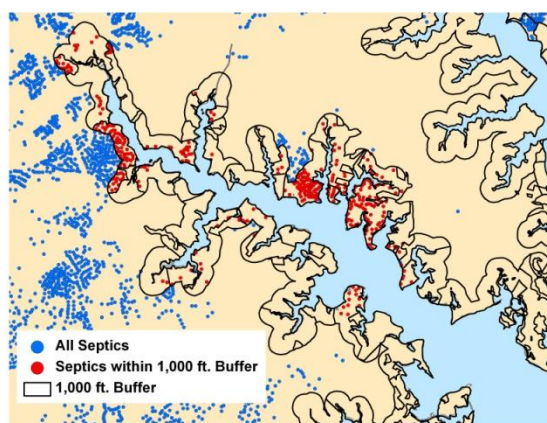 All Septics
Septics within 1,000 ft. Buffer
1,000 ft. Buffer